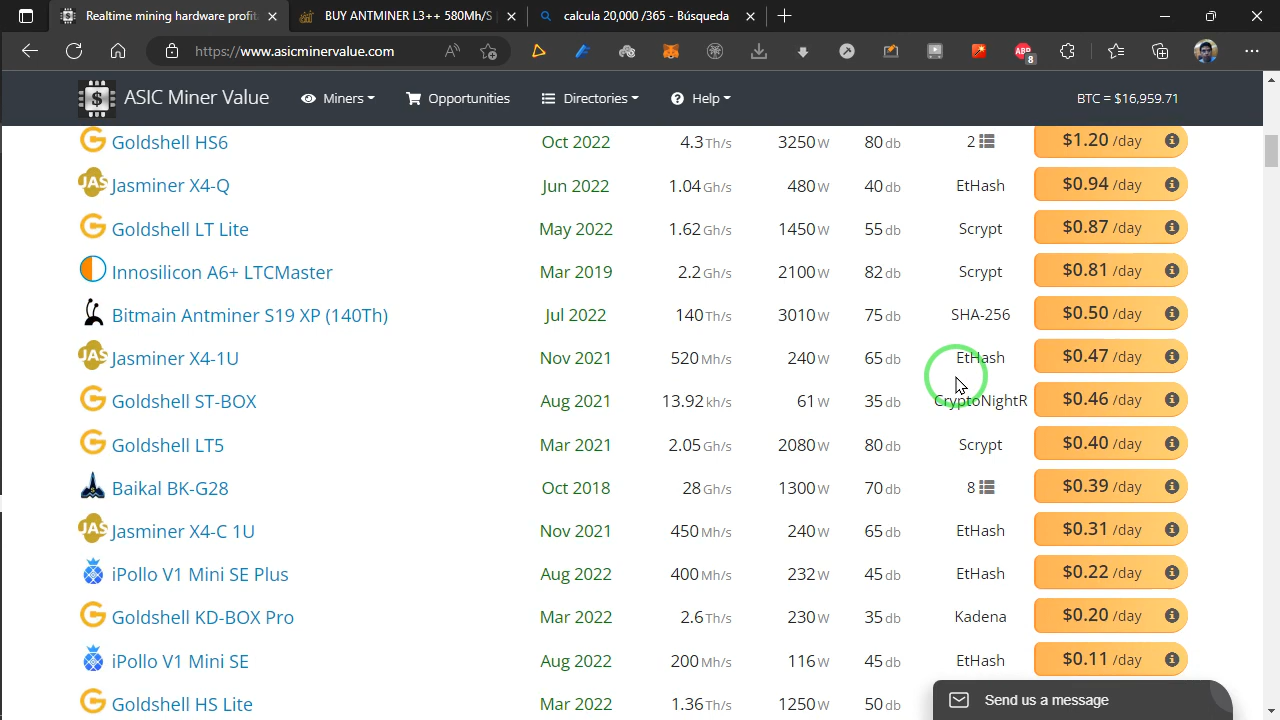 Realtime mining hardware profit
BUY ANTMINER L3++ 580Mh/S
calcula 20,000 /365 - Búsqueda
https://www.asicminervalue.com
ABP
8
$ ASIC Miner Value Miners Opportunities Directories Help BTC = $16,959.71
Goldshell HS6 Oct 2022 4.3 Th/s 3250 W 80 db 2 $1.20 /day
JAS Jasminer X4-Q Jun 2022 1.04 Gh/s 480 W 40 db EtHash $0.94 /day
Goldshell LT Lite May 2022 1.62 Gh/s 1450 W 55 db Scrypt $0.87 /day
Innosilicon A6+ LTCMaster Mar 2019 2.2 Gh/s 2100 W 82 db Scrypt $0.81 /day
Bitmain Antminer S19 XP (140Th) Jul 2022 140 Th/s 3010 W 75 db SHA-256 $0.50 /day
JAS Jasminer X4-1U Nov 2021 520 Mh/s 240 W 65 db EtHash $0.47 /day
Goldshell ST-BOX Aug 2021 13.92 kh/s 61 W 35 db CryptoNightR $0.46 /day
Goldshell LT5 Mar 2021 2.05 Gh/s 2080 W 80 db Scrypt $0.40 /day
Baikal BK-G28 Oct 2018 28 Gh/s 1300 W 70 db 8 $0.39 /day
JAS Jasminer X4-C 1U Nov 2021 450 Mh/s 240 W 65 db EtHash $0.31 /day
iPollo V1 Mini SE Plus Aug 2022 400 Mh/s 232 W 45 db EtHash $0.22 /day
Goldshell KD-BOX Pro Mar 2022 2.6 Th/s 230 W 35 db Kadena $0.20 /day
iPollo V1 Mini SE Aug 2022 200 Mh/s 116 W 45 db EtHash $0.11 /day
Goldshell HS Lite Mar 2022 1.36 Th/s 1250 W 50 db
Send us a message